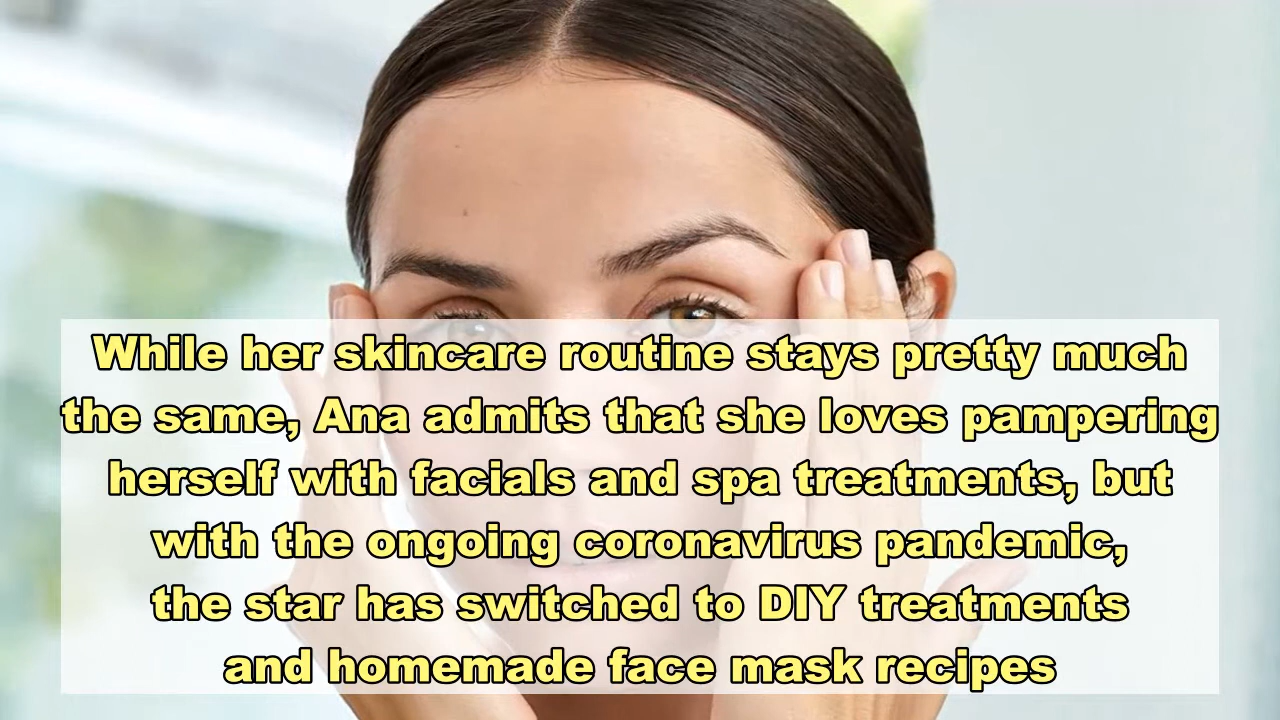 While her skincare routine stays pretty much
the same, Ana admits that she loves pampering
herself with facials and spa treatments, but
with the ongoing coronavirus pandemic,
the star has switched to DIY treatments
and homemade face mask recipes